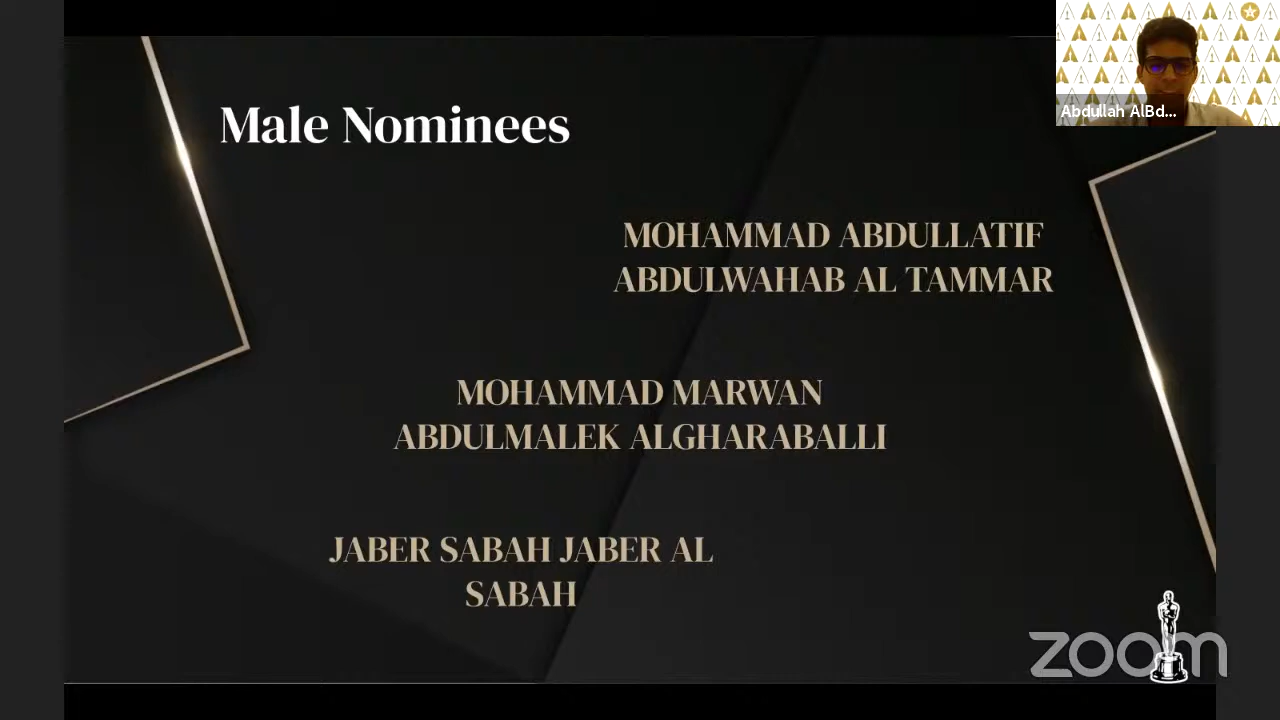 Male Nominees
Abdullah AlBd...
MOHAMMAD ABDULLATIF
ABDULWAHAB AL TAMMAR
MOHAMMAD MARWAN
ABDULMALEK ALGHARABALLI
JABER SABAH JABER AL
SABAH
zoom